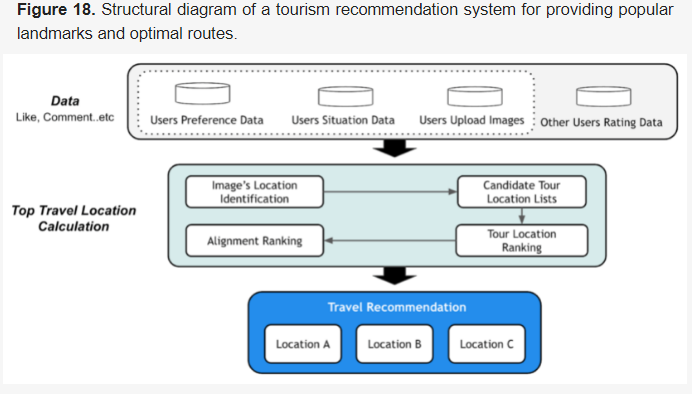 Figure 18. Structural diagram of a tourism recommendation system for providing popular
landmarks and optimal routes.
Data
Like, Comment..etc
Users Preference Data
Users Situation Data
Users Upload Images
Other Users Rating Data
Top Travel Location
Calculation
Image's Location
Identification
Candidate Tour
Location Lists
Alignment Ranking
Tour Location
Ranking
Travel Recommendation
Location A
Location B
Location C